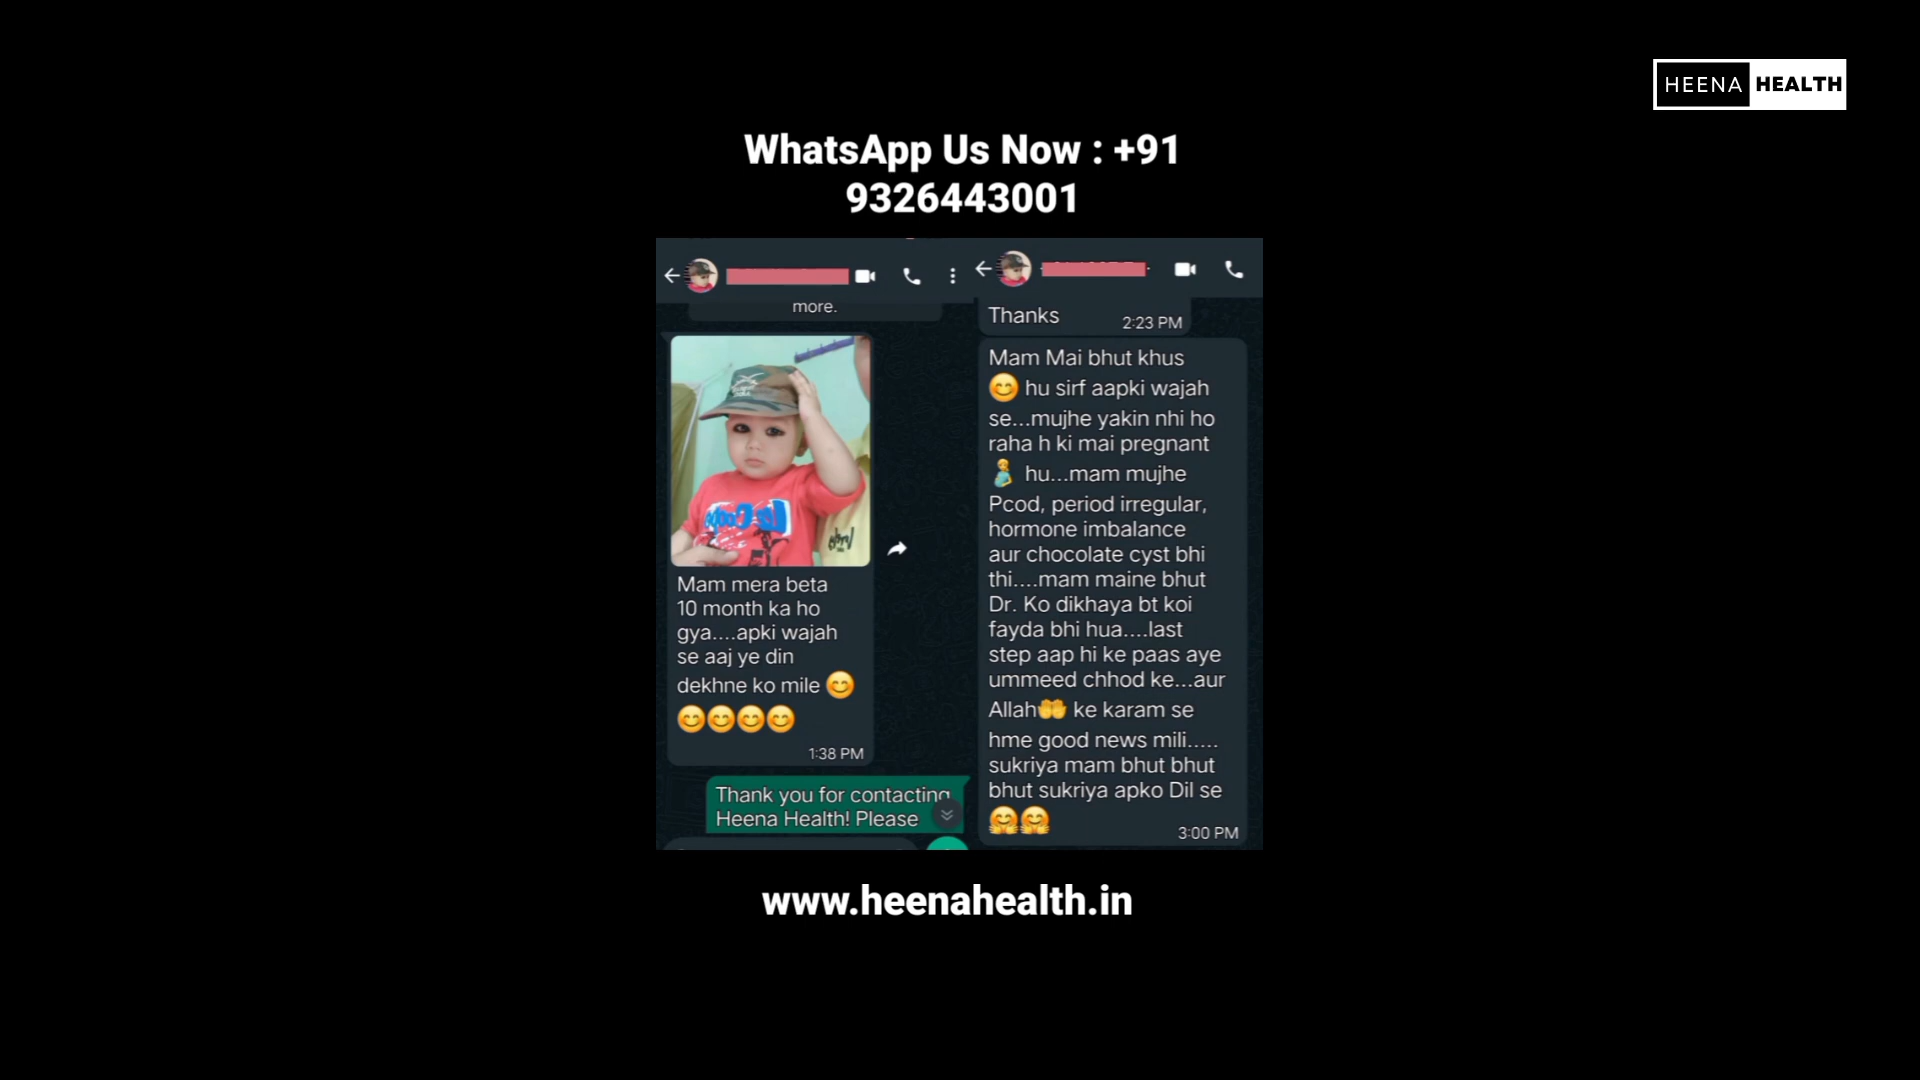 HEENA HEALTH
WhatsApp Us Now : +91
9326443001
more.
Mam mera beta
10 month ka ho
gya....apki wajah
se aaj ye din
dekhne ko mile 😊
😊😊😊😊
1:38 PM
Thank you for contacting
Heena Health! Please
Thanks
2:23 PM
Mam Mai bhut khus
😊 hu sirf aapki wajah
se...mujhe yakin nhi ho
raha h ki mai pregnant
🤰 hu...mam mujhe
Pcod, period irregular,
hormone imbalance
aur chocolate cyst bhi
thi....mam maine bhut
Dr. Ko dikhaya bt koi
fayda bhi hua....last
step aap hi ke paas aye
ummeed chhod ke...aur
Allah🤲 ke karam se
hme good news mili.....
sukriya mam bhut bhut
bhut sukriya apko Dil se
🤗🤗
3:00 PM
www.heenahealth.in